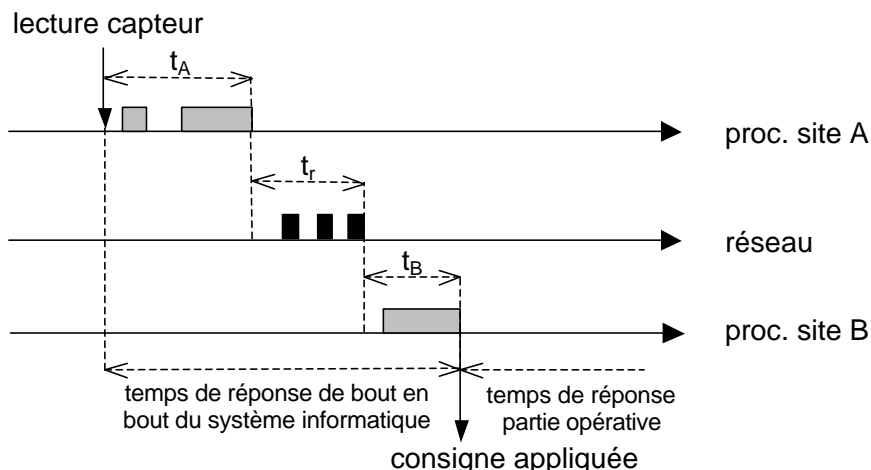 lecture capteur
tA
proc. site A
tr
réseau
tB
proc. site B
temps de réponse de bout en
bout du système informatique
temps de réponse
partie opérative
consigne appliquée